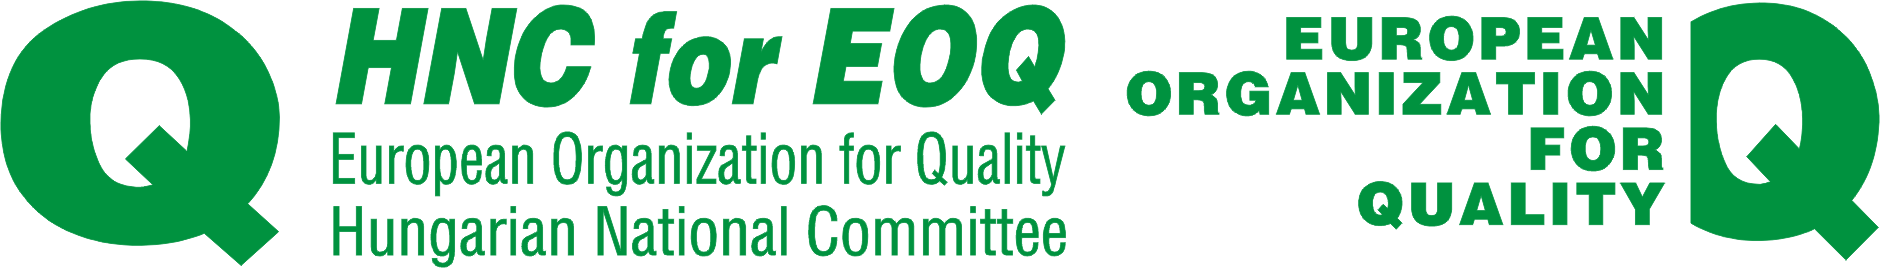 Q
HNC for EOQ
European Organization for Quality
Hungarian National Committee
EUROPEAN
ORGANIZATION
FOR
QUALITY
Q